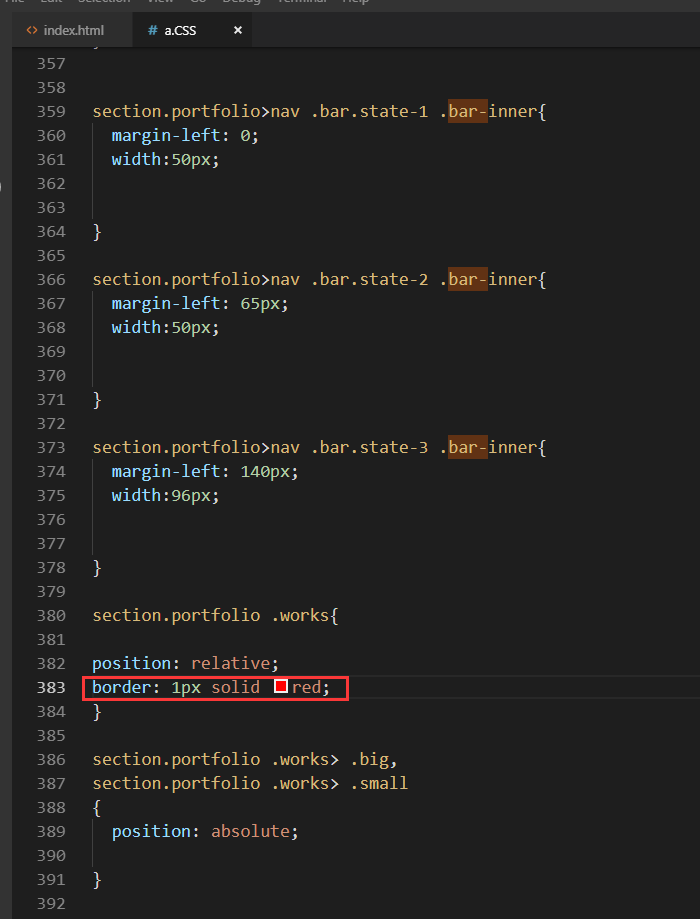 File Edit Selection View Go Debug Terminal Help
<> index.html # a.CSS ×
357
358
359 section.portfolio>nav .bar.state-1 .bar-inner{
360 margin-left: 0;
361 width:50px;
362
363
364 }
365
366 section.portfolio>nav .bar.state-2 .bar-inner{
367 margin-left: 65px;
368 width:50px;
369
370
371 }
372
373 section.portfolio>nav .bar.state-3 .bar-inner{
374 margin-left: 140px;
375 width:96px;
376
377
378 }
379
380 section.portfolio .works{
381
382 position: relative;
383 border: 1px solid red;
384 }
385
386 section.portfolio .works> .big,
387 section.portfolio .works> .small
388 {
389 position: absolute;
390
391 }
392